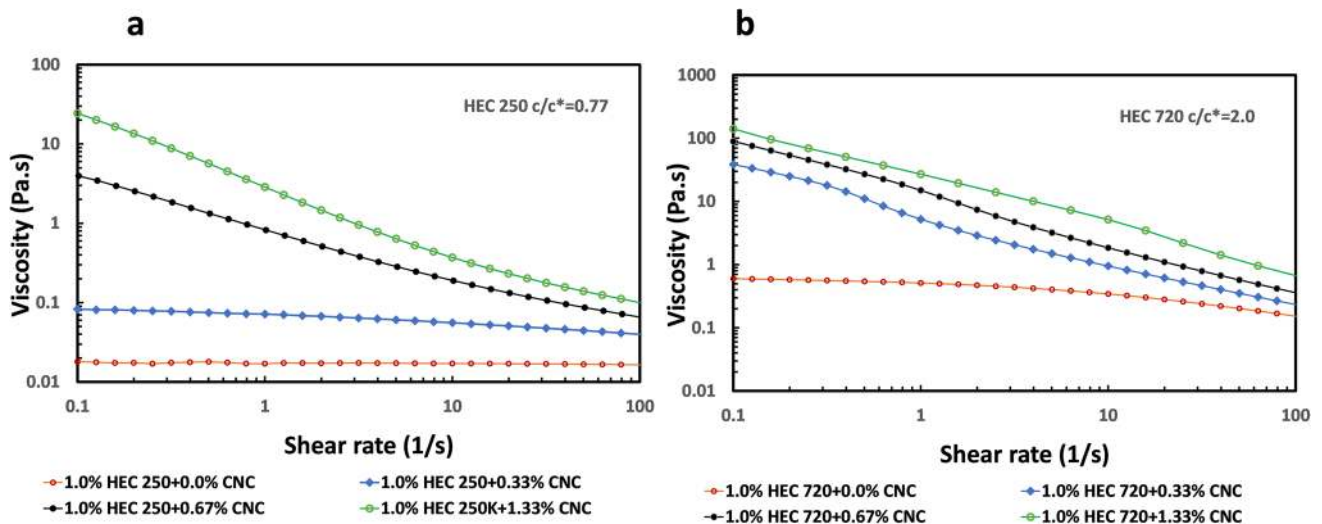 a
100
10
1
0.1
0.01
Viscosity (Pa.s)
HEC 250 c/c*=0.77
0.1 1 10 100
Shear rate (1/s)
1.0% HEC 250+0.0% CNC 1.0% HEC 250+0.33% CNC
1.0% HEC 250+0.67% CNC 1.0% HEC 250K+1.33% CNC
b
1000
100
10
1
0.1
0.01
Viscosity (Pa.s)
HEC 720 c/c*=2.0
0.1 1 10 100
Shear rate (1/s)
1.0% HEC 720+0.0% CNC 1.0% HEC 720+0.33% CNC
1.0% HEC 720+0.67% CNC 1.0% HEC 720+1.33% CNC